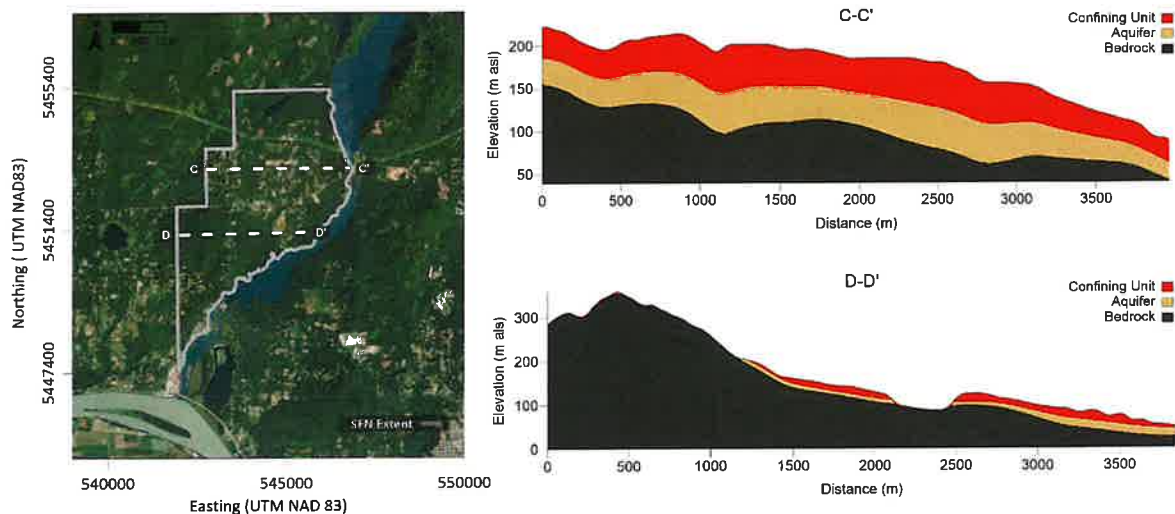 5455400
5451400
5447400
Northing ( UTM NAD83)
C
C'
D
D'
SFN Extent
540000
545000
550000
Easting (UTM NAD 83)
C-C'
Confining Unit
Aquifer
Bedrock
Elevation (m asl)
200
150
100
50
0
500
1000
1500
2000
2500
3000
3500
Distance (m)
D-D'
Confining Unit
Aquifer
Bedrock
Elevation (m als)
300
200
100
0
0
500
1000
1500
2000
2500
3000
3500
Distance (m)